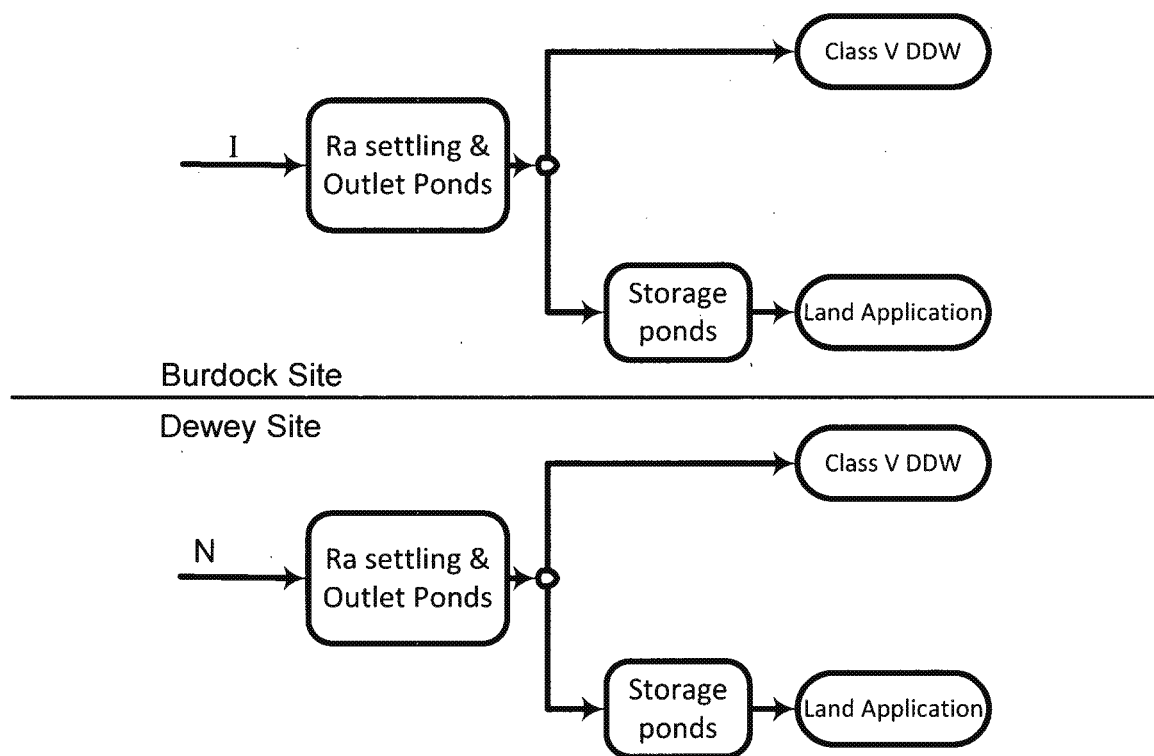 Class V DDW
I
Ra settling &
Outlet Ponds
Storage
ponds
Land Application
Burdock Site
Dewey Site
Class V DDW
N
Ra settling &
Outlet Ponds
Storage
ponds
Land Application